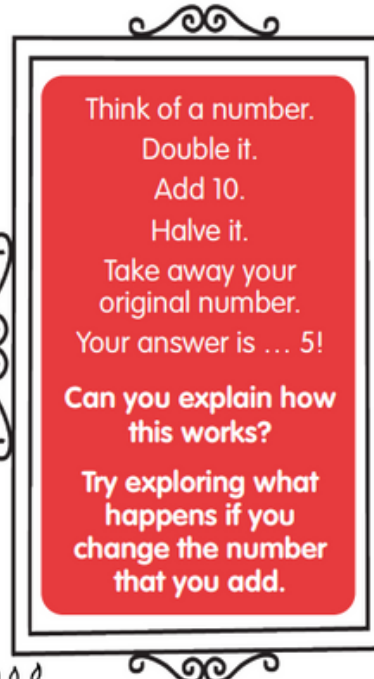 Think of a number.
Double it.
Add 10.
Halve it.
Take away your
original number.
Your answer is ... 5!
Can you explain how
this works?
Try exploring what
happens if you
change the number
that you add.